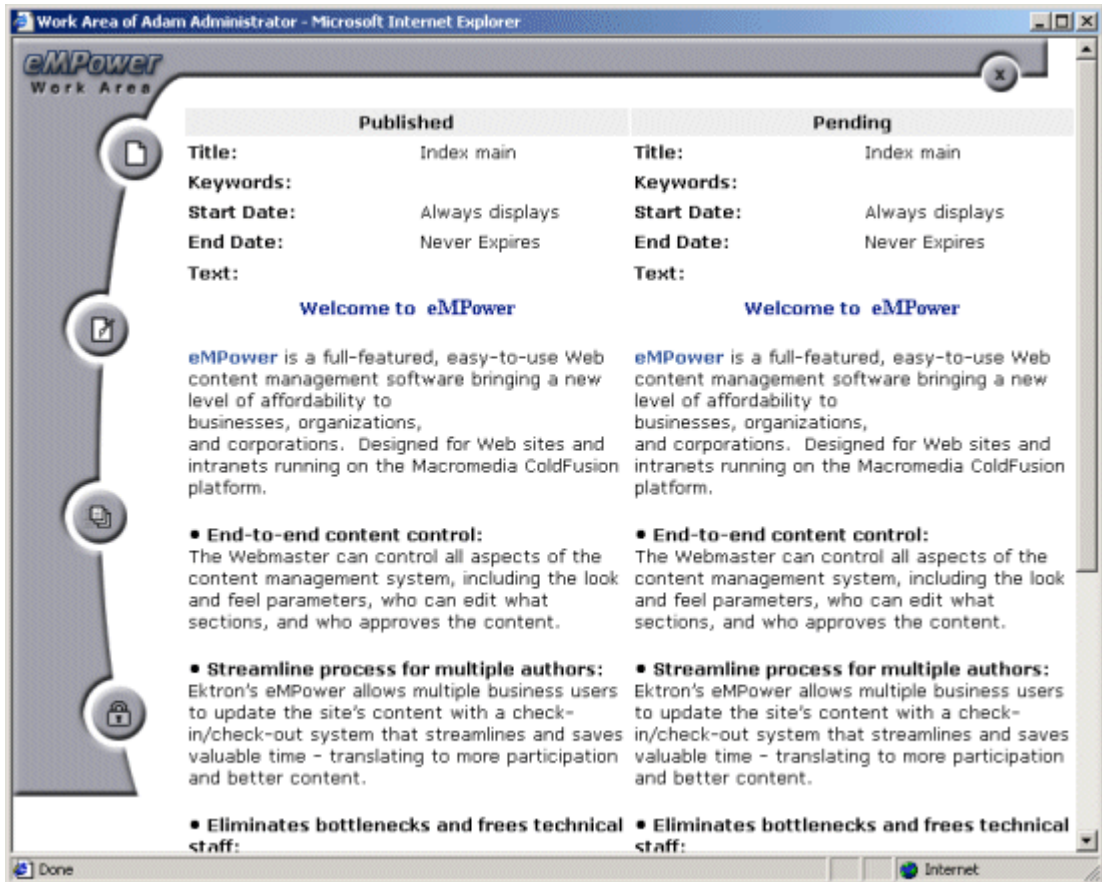 Work Area of Adam Administrator - Microsoft Internet Explorer
eMPower
Work Area
x
Published
Title: Index main
Keywords:
Start Date: Always displays
End Date: Never Expires
Text:
Welcome to eMPower
eMPower is a full-featured, easy-to-use Web
content management software bringing a new
level of affordability to
businesses, organizations,
and corporations. Designed for Web sites and
intranets running on the Macromedia ColdFusion
platform.
• End-to-end content control:
The Webmaster can control all aspects of the
content management system, including the look
and feel parameters, who can edit what
sections, and who approves the content.
• Streamline process for multiple authors:
Ektron's eMPower allows multiple business users
to update the site's content with a check-
in/check-out system that streamlines and saves
valuable time - translating to more participation
and better content.
• Eliminates bottlenecks and frees technical
staff:
Pending
Title: Index main
Keywords:
Start Date: Always displays
End Date: Never Expires
Text:
Welcome to eMPower
eMPower is a full-featured, easy-to-use Web
content management software bringing a new
level of affordability to
businesses, organizations,
and corporations. Designed for Web sites and
intranets running on the Macromedia ColdFusion
platform.
• End-to-end content control:
The Webmaster can control all aspects of the
content management system, including the look
and feel parameters, who can edit what
sections, and who approves the content.
• Streamline process for multiple authors:
Ektron's eMPower allows multiple business users
to update the site's content with a check-
in/check-out system that streamlines and saves
valuable time - translating to more participation
and better content.
• Eliminates bottlenecks and frees technical
staff:
Done
Internet